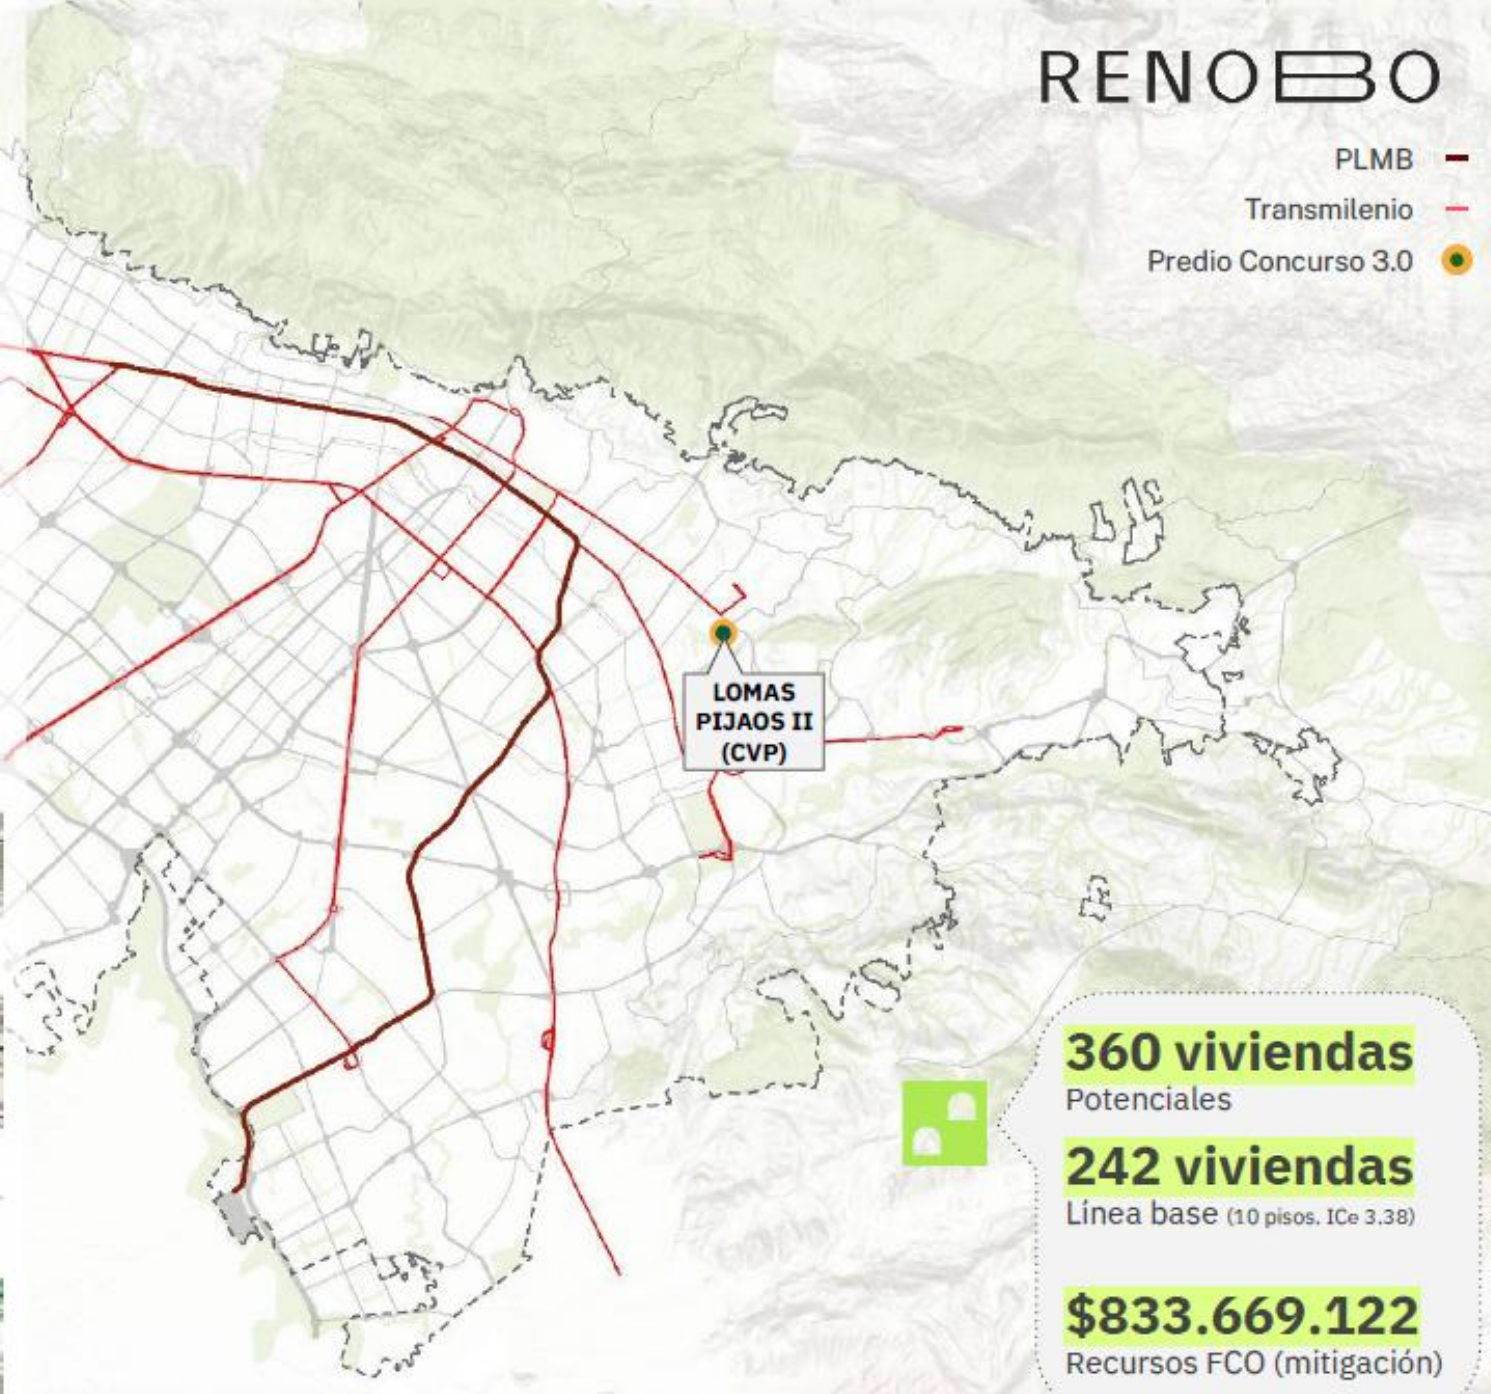 RENOBO
PLMB
Transmilenio
Predio Concurso 3.0
LOMAS
PIJAOS II
(CVP)
360 viviendas
Potenciales
242 viviendas
Línea base (10 pisos. ICe 3.38)
$833.669.122
Recursos FCO (mitigación)